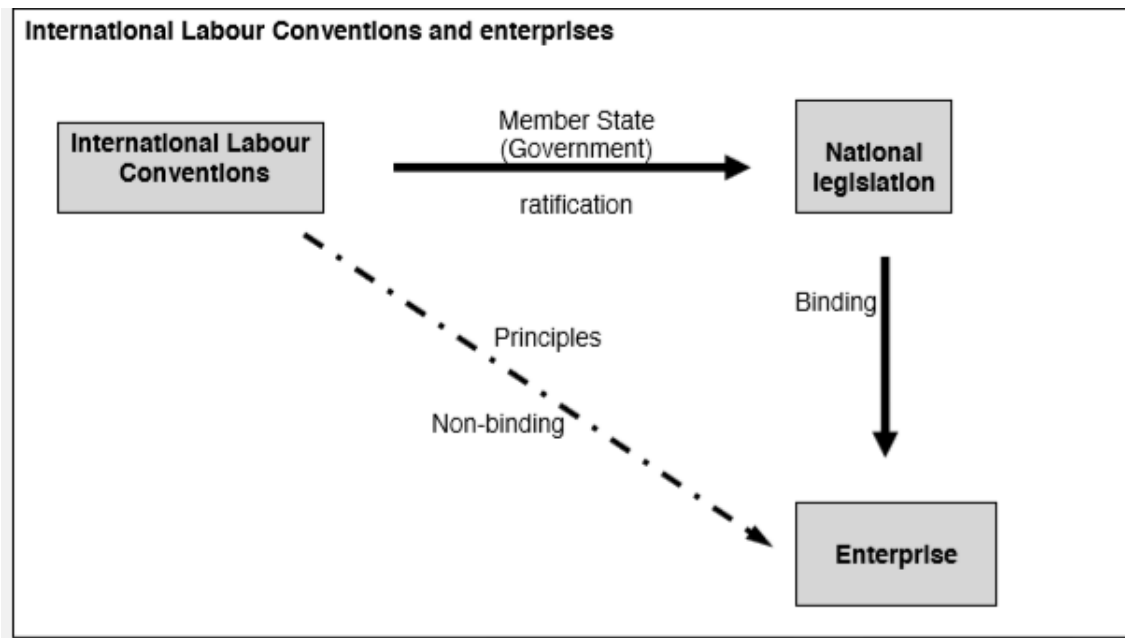 International Labour Conventions and enterprises
International Labour
Conventions
Member State
(Government)
ratification
National
legislation
Binding
Principles
Non-binding
Enterprise